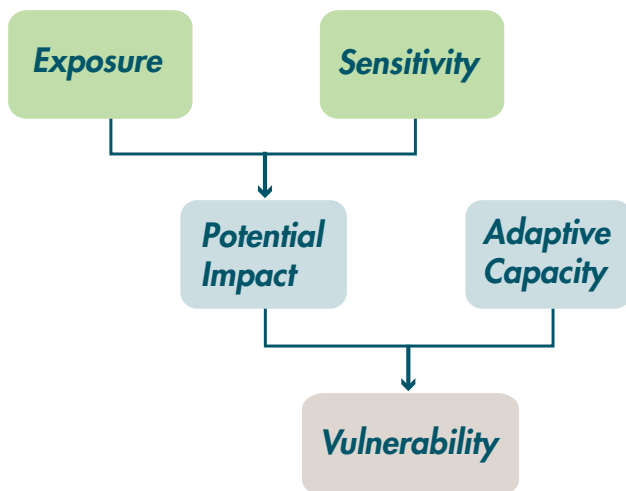 Exposure
Sensitivity
Potential
Impact
Adaptive
Capacity
Vulnerability